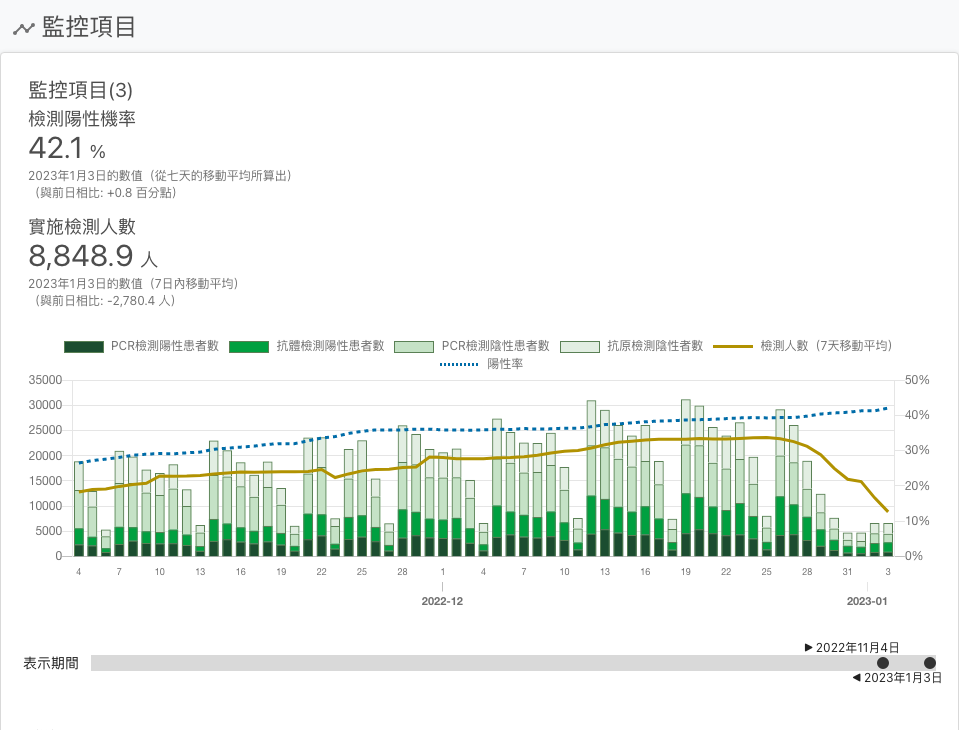 監控項目
監控項目(3)
檢測陽性機率
42.1 %
2023年1月3日的數值（從七天的移動平均所算出）
（與前日相比: +0.8 百分點）
實施檢測人數
8,848.9 人
2023年1月3日的數值（7日內移動平均）
（與前日相比: -2,780.4 人）
PCR檢測陽性患者數 抗體檢測陽性患者數 PCR檢測陰性患者數 抗原檢測陰性者數 檢測人數（7天移動平均）
陽性率
35000 50%
30000
40%
25000
20000 30%
15000
20%
10000
10%
5000
0 0%
4 7 10 13 16 19 22 25 28 1 4 7 10 13 16 19 22 25 28 31 3
2022-12 2023-01
▶ 2022年11月4日
表示期間
◀ 2023年1月3日